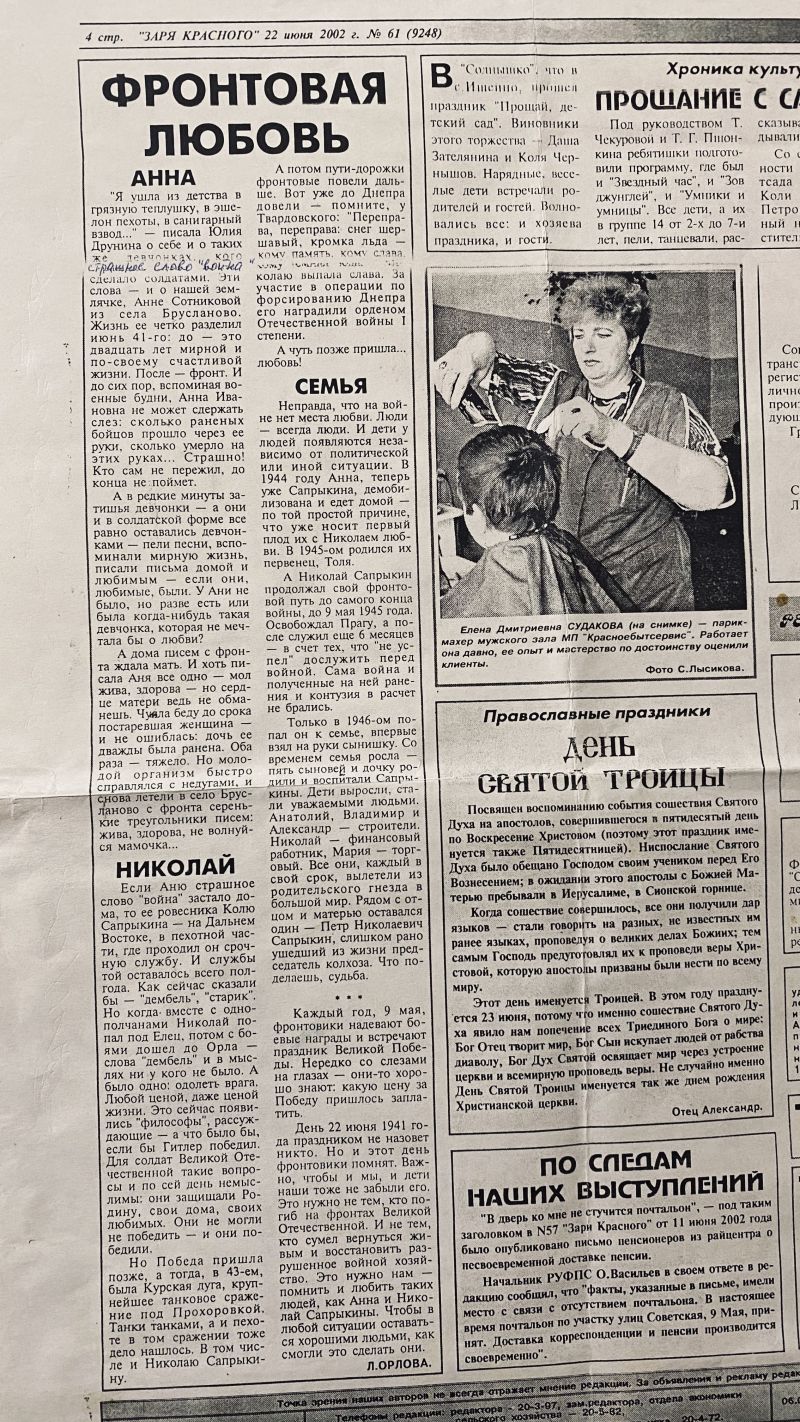 4 стр. "ЗАРЯ КРАСНОГО" 22 июня 2002 г. № 61 (9248)
ФРОНТОВАЯ
ЛЮБОВЬ
АННА
"Я ушла из детства в
грязную теплушку, в эше-
лон пехоты, в санитарный
взвод..." — писала Юлия
Друнина о себе и о таких
же девчонках, кого
страшное слово "война"
сделало солдатами. Эти
слова — и о нашей зем-
лячке, Анне Сотниковой
из села Брусланово.
Жизнь ее четко разделил
июнь 41-го: до — это
двадцать лет мирной и
по-своему счастливой
жизни. После — фронт. И
до сих пор, вспоминая во-
енные будни, Анна Ива-
новна не может сдержать
слез: сколько раненых
бойцов прошло через ее
руки, сколько умерло на
этих руках... Страшно!
Кто сам не пережил, до
конца не поймет.
А в редкие минуты за-
тишья девчонки — а они
и в солдатской форме все
равно оставались девчон-
ками — пели песни, вспо-
минали мирную жизнь,
писали письма домой и
любимым — если они,
любимые, были. У Ани не
было, но разве есть или
была когда-нибудь такая
девчонка, которая не меч-
тала бы о любви?
А дома писем с фрон-
та ждала мать. И хоть пи-
сала Аня все одно — мол
жива, здорова — но серд-
це матери ведь не обма-
нешь. Чуяла беду до срока
постаревшая женщина —
и не ошиблась: дочь ее
дважды была ранена. Оба
раза — тяжело. Но моло-
дой организм быстро
справлялся с недугами, и
снова летели в село Брус-
ланово с фронта серень-
кие треугольники писем:
жива, здорова, не волнуй-
ся мамочка...
НИКОЛАЙ
Если Аню страшное
слово "война" застало до-
ма, то ее ровесника Колю
Сапрыкина — на Дальнем
Востоке, в пехотной час-
ти, где проходил он сроч-
ную службу. И службы
той оставалось всего пол-
года. Как сейчас сказали
бы — "дембель", "старик".
Но когда вместе с одно-
полчанами Николай по-
пал под Елец, потом с бо-
ями дошел до Орла —
слова "дембель" и в мыс-
лях ни у кого не было. А
было одно: одолеть врага.
Любой ценой, даже ценой
жизни. Это сейчас появи-
лись "философы", рассуж-
дающие — а что было бы,
если бы Гитлер победил.
Для солдат Великой Оте-
чественной такие вопро-
сы и по сей день немыс-
лимы: они защищали Ро-
дину, свои дома, своих
любимых. Они не могли
не победить — и они по-
бедили.
Но Победа пришла
позже, а тогда, в 43-ем,
была Курская дуга, круп-
нейшее танковое сраже-
ние под Прохоровкой.
Танки танками, а и пехо-
те в том сражении тоже
дело нашлось. В том чис-
ле и Николаю Сапрыки-
ну.
А потом пути-дорожки
фронтовые повели даль-
ше. Вот уже до Днепра
довели — помните, у
Твардовского: "Перепра-
ва, переправа: снег шер-
шавый, кромка льда —
кому память, кому слава,
колаю выпала слава. За
участие в операции по
форсированию Днепра
его наградили орденом
Отечественной войны I
степени.
А чуть позже пришла...
любовь!
СЕМЬЯ
Неправда, что на вой-
не нет места любви. Люди
— всегда люди. И дети у
людей появляются неза-
висимо от политической
или иной ситуации. В
1944 году Анна, теперь
уже Сапрыкина, демоби-
лизована и едет домой —
по той простой причине,
что уже носит первый
плод их с Николаем люб-
ви. В 1945-ом родился их
первенец, Толя.
А Николай Сапрыкин
продолжал свой фронто-
вой путь до самого конца
войны, до 9 мая 1945 года.
Освобождал Прагу, а по-
сле служил еще 6 месяцев
— в счет тех, что "не ус-
пел" дослужить перед
войной. Сама война и
полученные на ней ране-
ния и контузия в расчет
не брались.
Только в 1946-ом по-
пал он к семье, впервые
взял на руки сынишку. Со
временем семья росла —
пять сыновей и дочку ро-
дили и воспитали Сапры-
кины. Дети выросли, ста-
ли уважаемыми людьми.
Анатолий, Владимир и
Александр — строители.
Николай — финансовый
работник, Мария — торг-
овый. Все они, каждый в
свой срок, вылетели из
родительского гнезда в
большой мир. Рядом с от-
цом и матерью оставался
один — Петр Николаевич
Сапрыкин, слишком рано
ушедший из жизни пред-
седатель колхоза. Что по-
делаешь, судьба.
* * *
Каждый год, 9 мая,
фронтовики надевают бо-
евые награды и встречают
праздник Великой Побе-
ды. Нередко со слезами
на глазах — они-то хоро-
шо знают: какую цену за
Победу пришлось запла-
тить.
День 22 июня 1941 го-
да праздником не назовет
никто. Но и этот день
фронтовики помнят. Важ-
но, чтобы и мы, и дети
наши тоже не забыли его.
Это нужно не тем, кто по-
гиб на фронтах Великой
Отечественной. И не тем,
кто сумел вернуться жи-
вым и восстановить раз-
рушенное войной хозяй-
ство. Это нужно нам —
помнить и любить таких
людей, как Анна и Нико-
лай Сапрыкины. Чтобы в
любой ситуации оставать-
ся хорошими людьми, как
смогли это сделать они.
Л.ОРЛОВА.
Хроника культу
ПРОЩАНИЕ С СА
В "Солнышко", что в
с.Ищеино, прошел
праздник "Прощай, де-
тский сад". Виновники
этого торжества — Даша
Зателянина и Коля Чер-
нышов. Нарядные, весе-
лые дети встречали ро-
дителей и гостей. Волно-
вались все: и хозяева
праздника, и гости.
Под руководством Т.
Чекуровой и Т. Г. Пшон-
кина ребятишки подгото-
вили программу, где был
и "Звездный час", и "Зов
джунглей", и "Умники и
умницы". Все дети, а их
в группе 14 от 2-х до 7-и
лет, пели, танцевали, рас-
сказыва
дывали
Со с
ности
тсада
Коли
Петро
ный н
стител
Елена Дмитриевна СУДАКОВА (на снимке) — парик-
махер мужского зала МП "Красноебытсервис". Работает
она давно, ее опыт и мастерство по достоинству оценили
клиенты.
Фото С.Лысикова.
Православные праздники
ДЕНЬ
СВЯТОЙ ТРОИЦЫ
Посвящен воспоминанию события сошествия Святого
Духа на апостолов, совершившегося в пятидесятый день
по Воскресение Христовом (поэтому этот праздник име-
нуется также Пятидесятницей). Ниспослание Святого
Духа было обещано Господом своим учеником перед Его
Вознесением; в ожидании этого апостолы с Божией Ма-
терью пребывали в Иерусалиме, в Сионской горнице.
Когда сошествие совершилось, все они получили дар
языков — стали говорить на разных, не известных им
ранее языках, проповедуя о великих делах Божиих; тем
самым Господь предуготовлял их к проповеди веры Хри-
стовой, которую апостолы призваны были нести по всему
миру.
Этот день именуется Троицей. В этом году праздну-
ется 23 июня, потому что именно сошествие Святого Ду-
ха явило нам попечение всех Триединого Бога о мире:
Бог Отец творит мир, Бог Сын искупает людей от рабства
диаволу, Бог Дух Святой освящает мир через устроение
церкви и всемирную проповедь веры. Не случайно именно
День Святой Троицы именуется так же днем рождения
Христианской церкви.
Отец Александр.
ПО СЛЕДАМ
НАШИХ ВЫСТУПЛЕНИЙ
"В дверь ко мне не стучится почтальон", — под таким
заголовком в N57 "Зари Красного" от 11 июня 2002 года
было опубликовано письмо пенсионеров из райцентра о
несвоевременной доставке пенсии.
Начальник РУФПС О.Васильев в своем ответе в ре-
дакцию сообщил, что "факты, указанные в письме, имели
место с связи с отсутствием почтальона. В настоящее
время почтальон по участку улиц Советская, 9 Мая, при-
нят. Доставка корреспонденции и пенсии производится
своевременно".
Точка зрения наших авторов не всегда отражает мнение редакции. За объявления и рекламу редак
Телефоны редакции: редактора - 20-3-97, зам.редактора, отдела экономики
сельского хозяйства - 20-5-82,